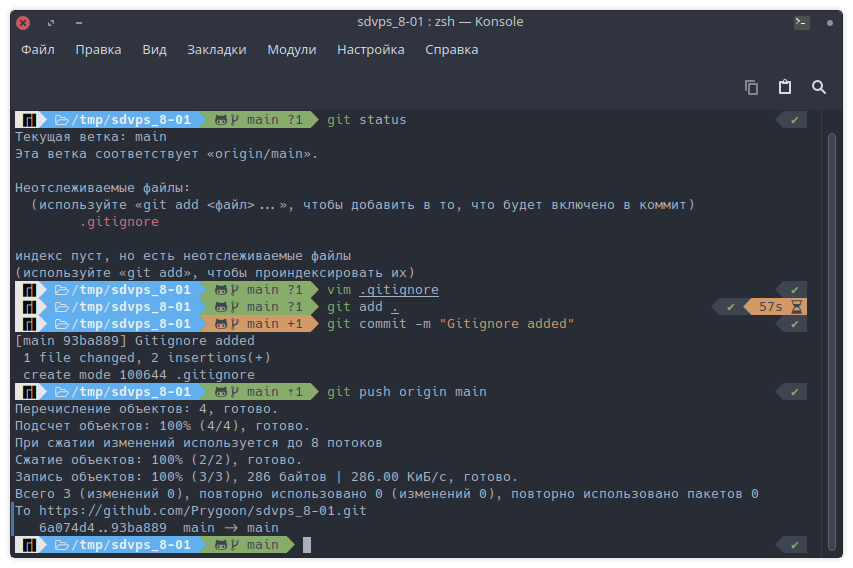 sdvps_8-01 : zsh — Konsole
Файл Правка Вид Закладки Модули Настройка Справка
/tmp/sdvps_8-01 main ?1 git status ✔
Текущая ветка: main
Эта ветка соответствует «origin/main».
Неотслеживаемые файлы:
(используйте «git add <файл>...», чтобы добавить в то, что будет включено в коммит)
.gitignore
индекс пуст, но есть неотслеживаемые файлы
(используйте «git add», чтобы проиндексировать их)
/tmp/sdvps_8-01 main ?1 vim .gitignore ✔
/tmp/sdvps_8-01 main ?1 git add . ✔ 57s
/tmp/sdvps_8-01 main +1 git commit -m "Gitignore added" ✔
[main 93ba889] Gitignore added
1 file changed, 2 insertions(+)
create mode 100644 .gitignore
/tmp/sdvps_8-01 main ↑1 git push origin main ✔
Перечисление объектов: 4, готово.
Подсчет объектов: 100% (4/4), готово.
При сжатии изменений используется до 8 потоков
Сжатие объектов: 100% (2/2), готово.
Запись объектов: 100% (3/3), 286 байтов | 286.00 КиБ/с, готово.
Всего 3 (изменений 0), повторно использовано 0 (изменений 0), повторно использовано пакетов 0
To https://github.com/Prygoon/sdvps_8-01.git
6a074d4..93ba889 main -> main
/tmp/sdvps_8-01 main ✔